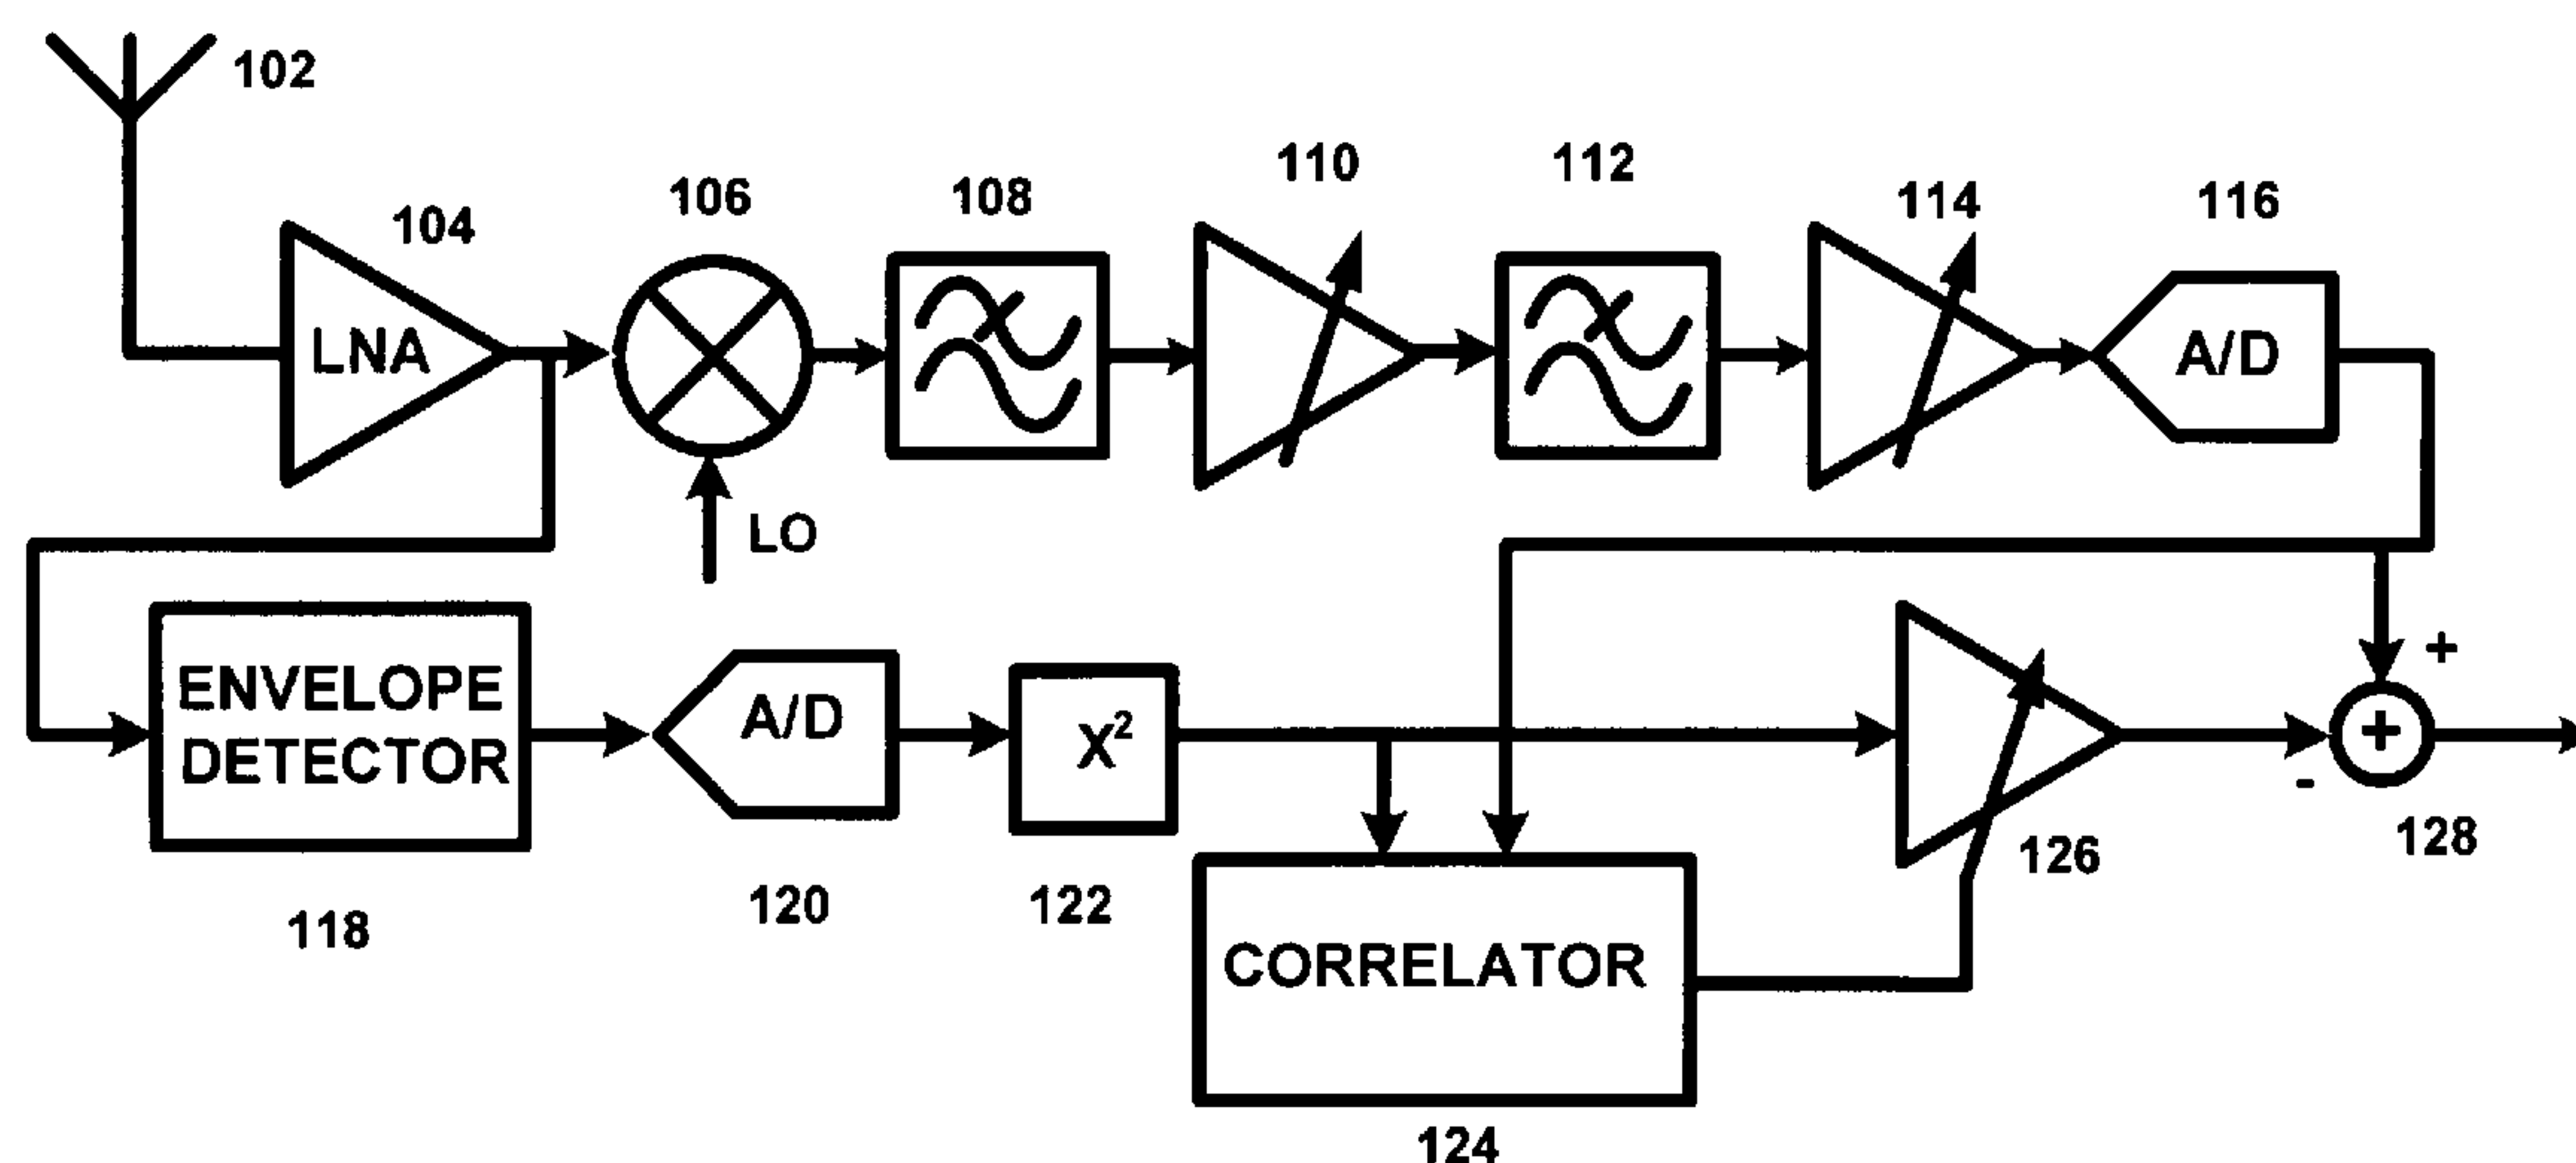 102
104
106
108
110
112
114
116
LNA
A/D
LO
ENVELOPE
DETECTOR
A/D
X²
+
+
-
118
120
122
126
128
CORRELATOR
124